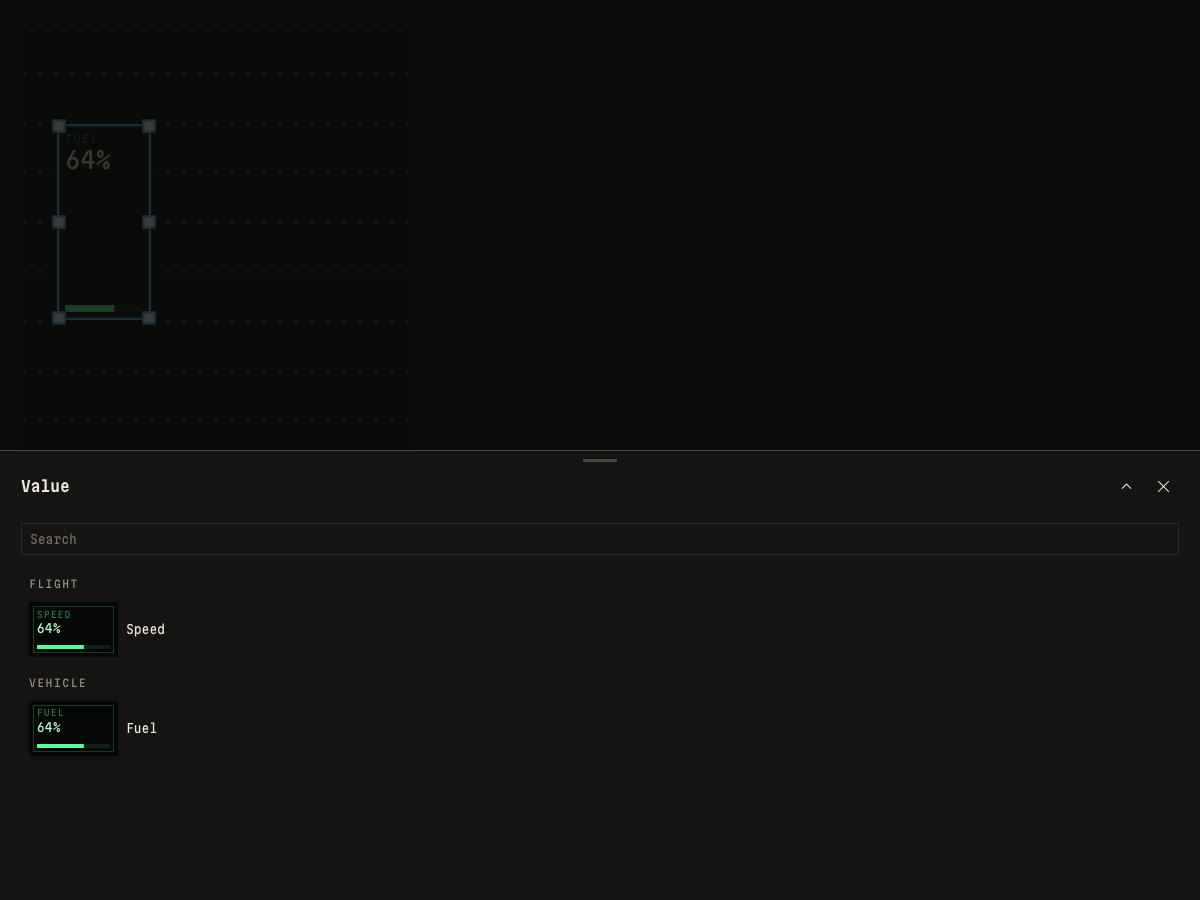 FUEL
64%
Value
Search
FLIGHT
SPEED
64%
Speed
VEHICLE
FUEL
64%
Fuel